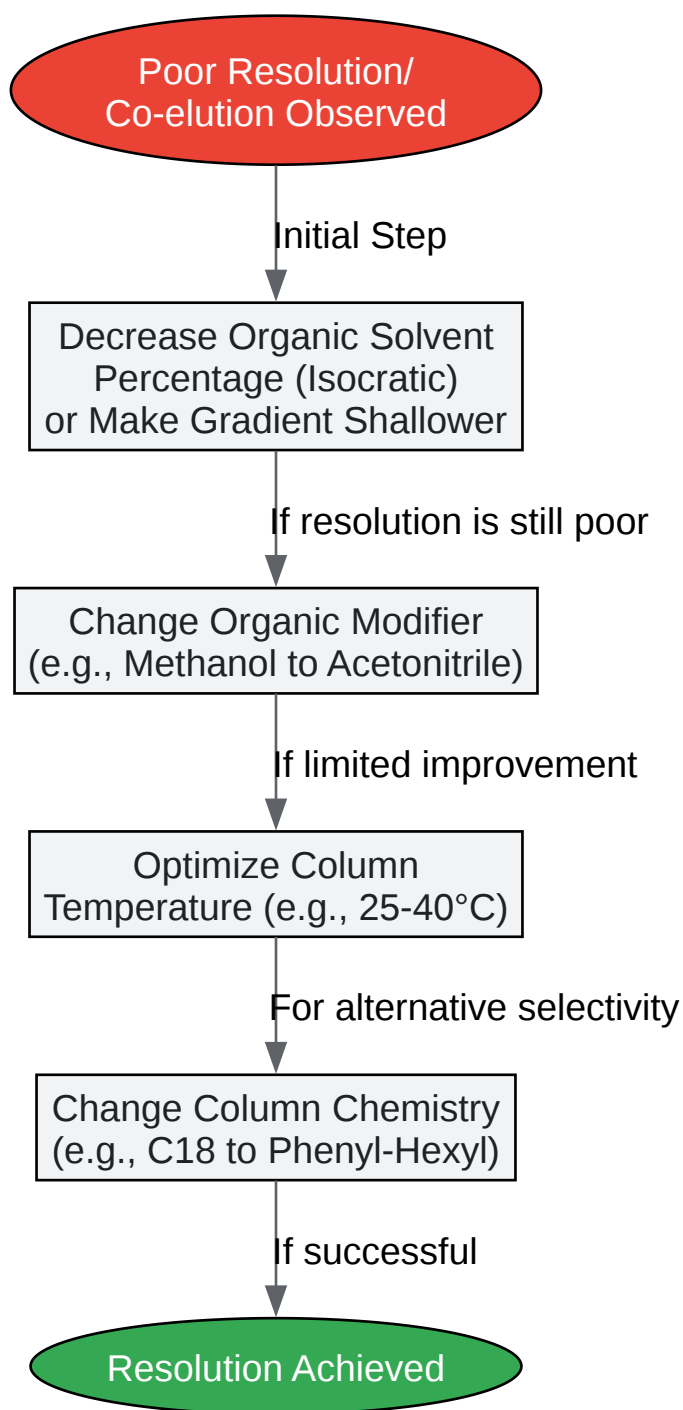 Poor Resolution/
Co-elution Observed
Initial Step
Decrease Organic Solvent
Percentage (Isocratic)
or Make Gradient Shallower
If resolution is still poor
Change Organic Modifier
(e.g., Methanol to Acetonitrile)
If limited improvement
Optimize Column
Temperature (e.g., 25-40°C)
For alternative selectivity
Change Column Chemistry
(e.g., C18 to Phenyl-Hexyl)
If successful
Resolution Achieved